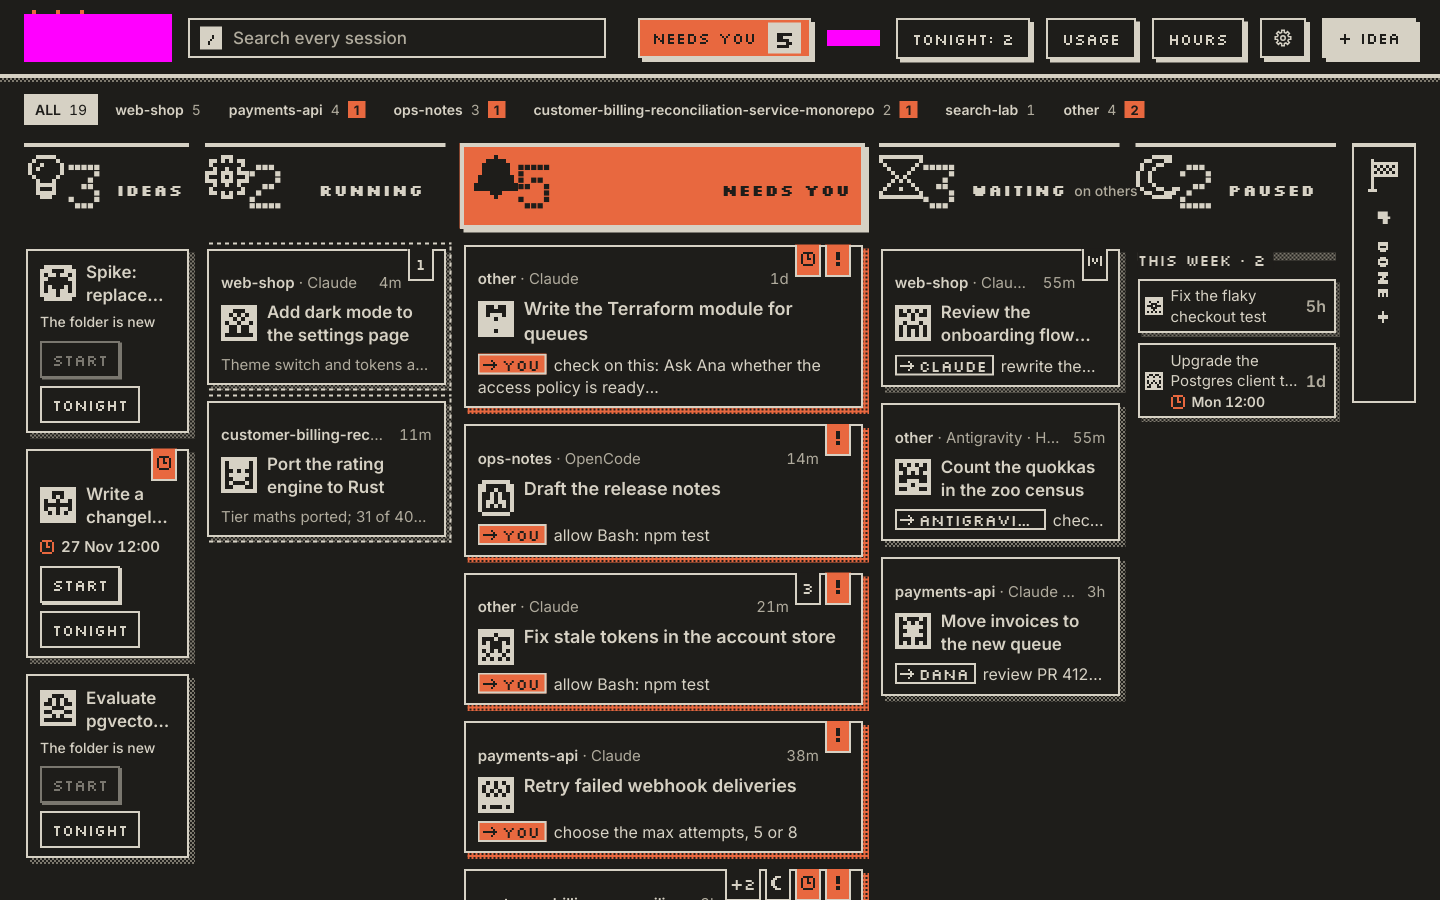 / Search every session
NEEDS YOU 5
TONIGHT: 2
USAGE
HOURS
+ IDEA
ALL 19
web-shop 5
payments-api 4 1
ops-notes 3 1
customer-billing-reconciliation-service-monorepo 2 1
search-lab 1
other 4 2
3 IDEAS
Spike:
replace...
The folder is new
START
TONIGHT
Write a
changel...
27 Nov 12:00
START
TONIGHT
Evaluate
pgvecto...
The folder is new
START
TONIGHT
2 RUNNING
1
web-shop · Claude 4m
Add dark mode to
the settings page
Theme switch and tokens a...
customer-billing-rec... 11m
Port the rating
engine to Rust
Tier maths ported; 31 of 40...
5 NEEDS YOU
!
other · Claude 1d
Write the Terraform module for
queues
→ YOU check on this: Ask Ana whether the
access policy is ready...
!
ops-notes · OpenCode 14m
Draft the release notes
→ YOU allow Bash: npm test
3 !
other · Claude 21m
Fix stale tokens in the account store
→ YOU allow Bash: npm test
!
payments-api · Claude 38m
Retry failed webhook deliveries
→ YOU choose the max attempts, 5 or 8
+2 !
3 WAITING on others
web-shop · Clau... 55m
Review the
onboarding flow...
→ CLAUDE rewrite the...
other · Antigravity · H... 55m
Count the quokkas
in the zoo census
→ ANTIGRAVI... chec...
payments-api · Claude ... 3h
Move invoices to
the new queue
→ DANA review PR 412...
2 PAUSED
THIS WEEK · 2
Fix the flaky
checkout test 5h
Upgrade the
Postgres client t... 1d
Mon 12:00
4 DONE +